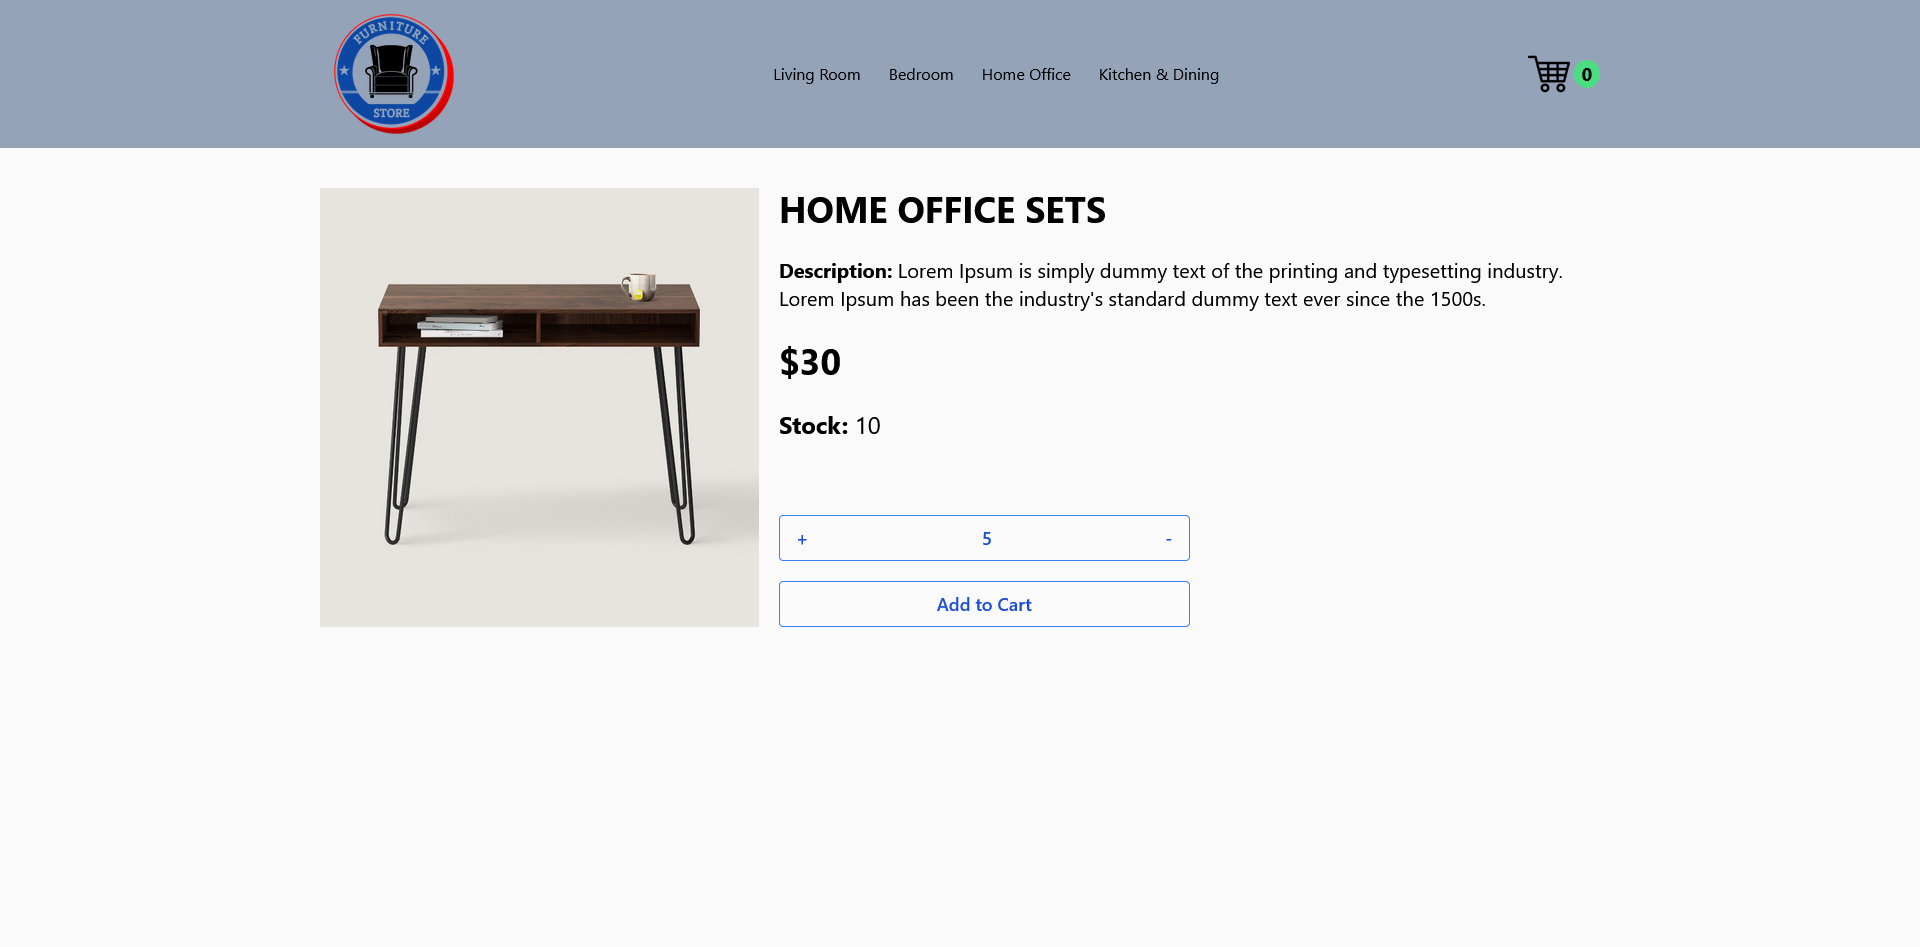 FURNITURE
STORE
Living Room
Bedroom
Home Office
Kitchen & Dining
0
HOME OFFICE SETS
Description: Lorem Ipsum is simply dummy text of the printing and typesetting industry.
Lorem Ipsum has been the industry's standard dummy text ever since the 1500s.
$30
Stock: 10
+ 5 -
Add to Cart